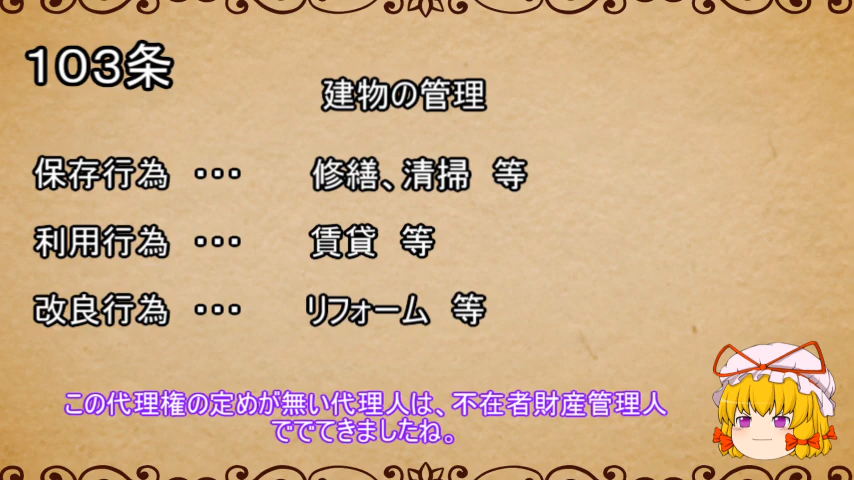 103条
建物の管理
保存行為 ・・・ 修繕、清掃 等
利用行為 ・・・ 賃貸 等
改良行為 ・・・ リフォーム 等
この代理権の定めが無い代理人は、不在者財産管理人
ででてきましたね。